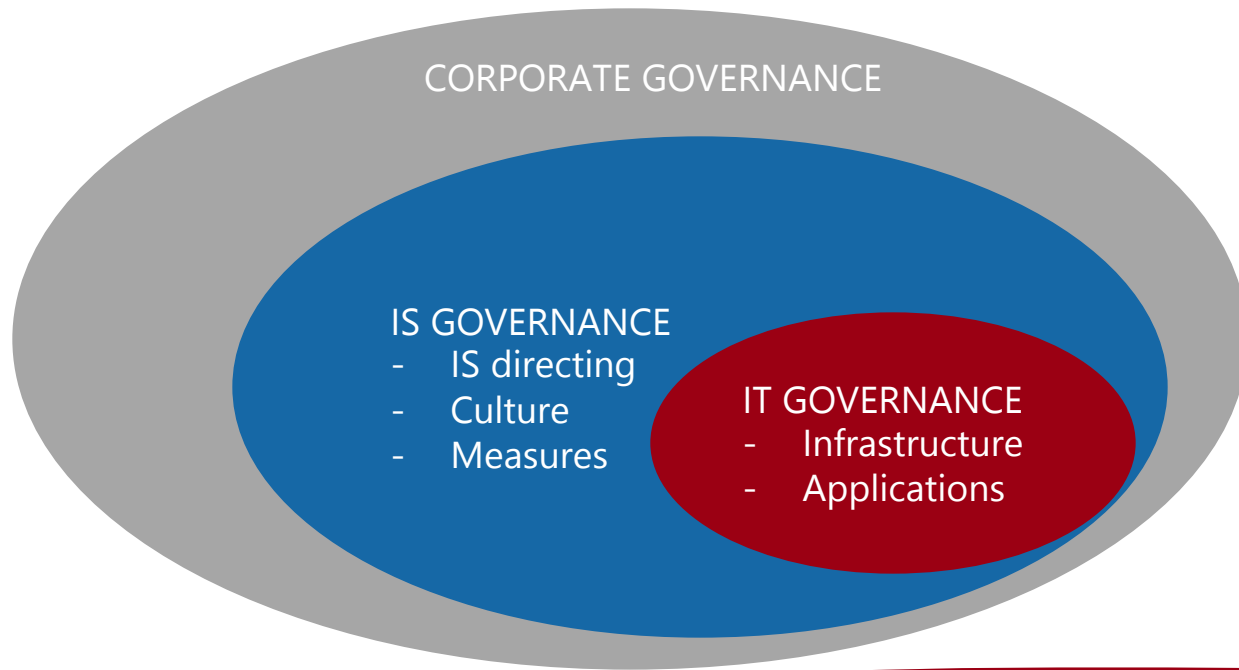 CORPORATE GOVERNANCE
IS GOVERNANCE
- IS directing
- Culture
- Measures
IT GOVERNANCE
- Infrastructure
- Applications